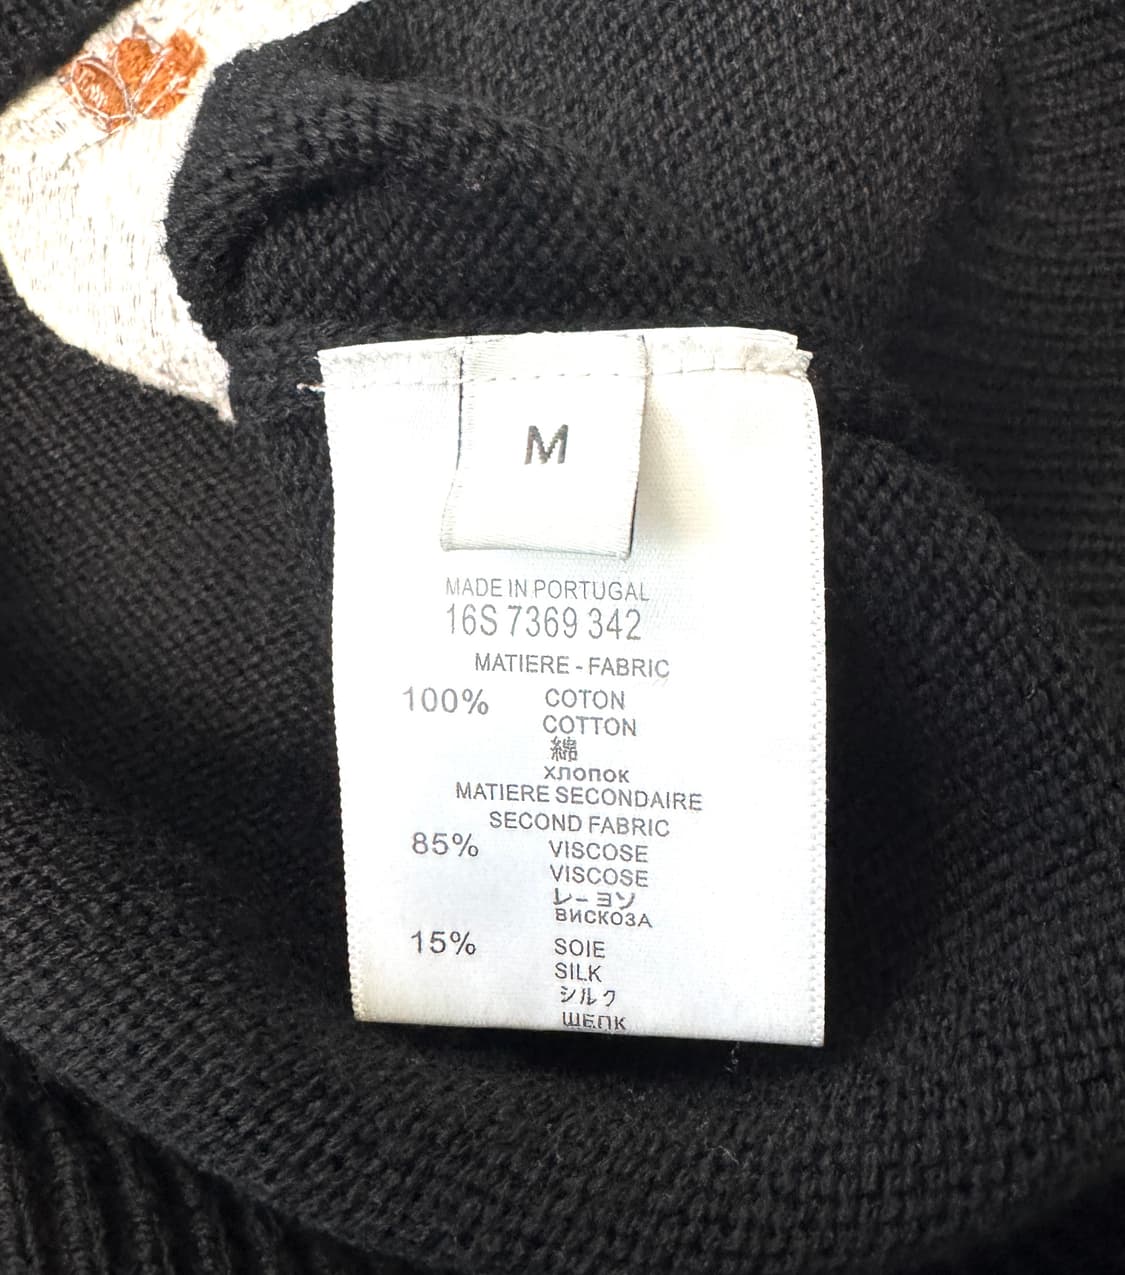 M
MADE IN PORTUGAL
16S 7369 342
MATIERE - FABRIC
100% COTON
COTTON
綿
хлопок
MATIERE SECONDAIRE
SECOND FABRIC
85% VISCOSE
VISCOSE
レーヨン
ВИСКОЗА
15% SOIE
SILK
シルク
ШЕЛК